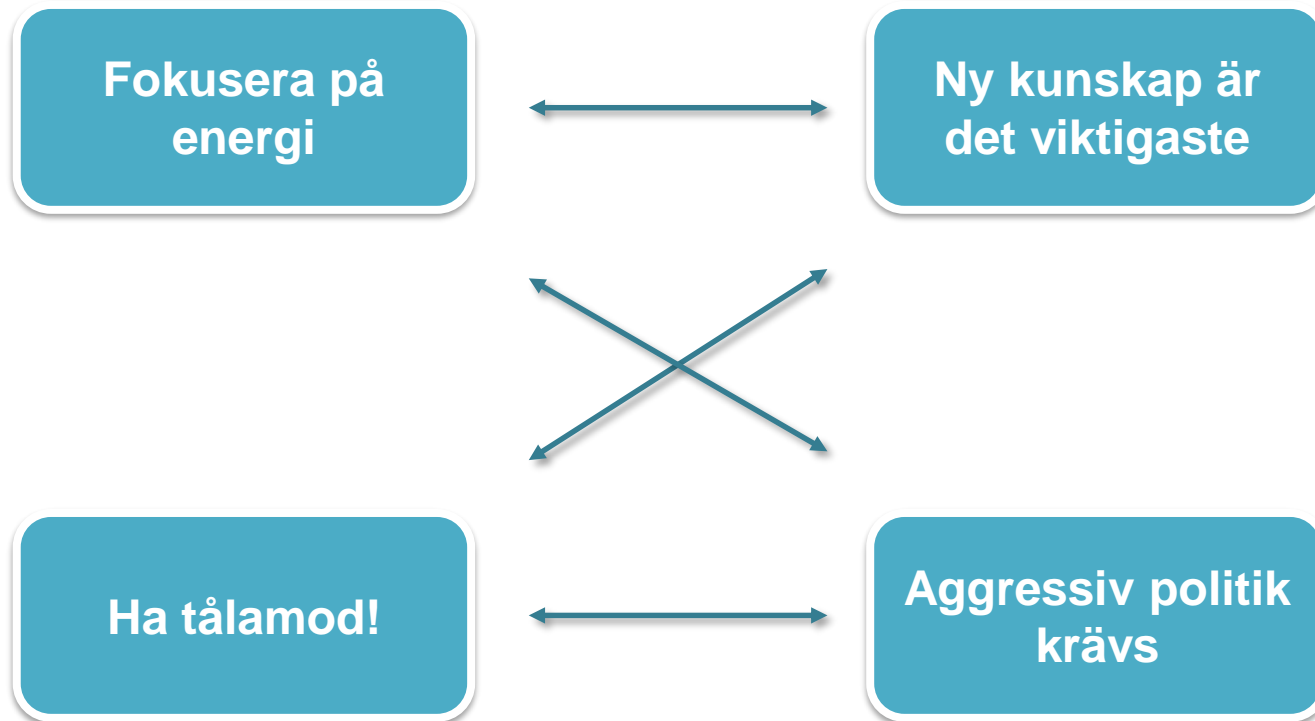 Fokusera på
energi
Ny kunskap är
det viktigaste
Ha tålamod!
Aggressiv politik
krävs